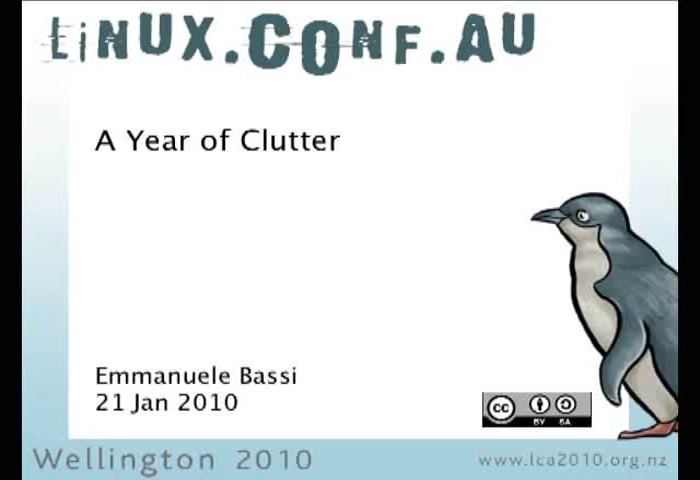 LiNUX.CONF.AU
A Year of Clutter
Emmanuele Bassi
21 Jan 2010
cc
BY SA
Wellington 2010
www.lca2010.org.nz